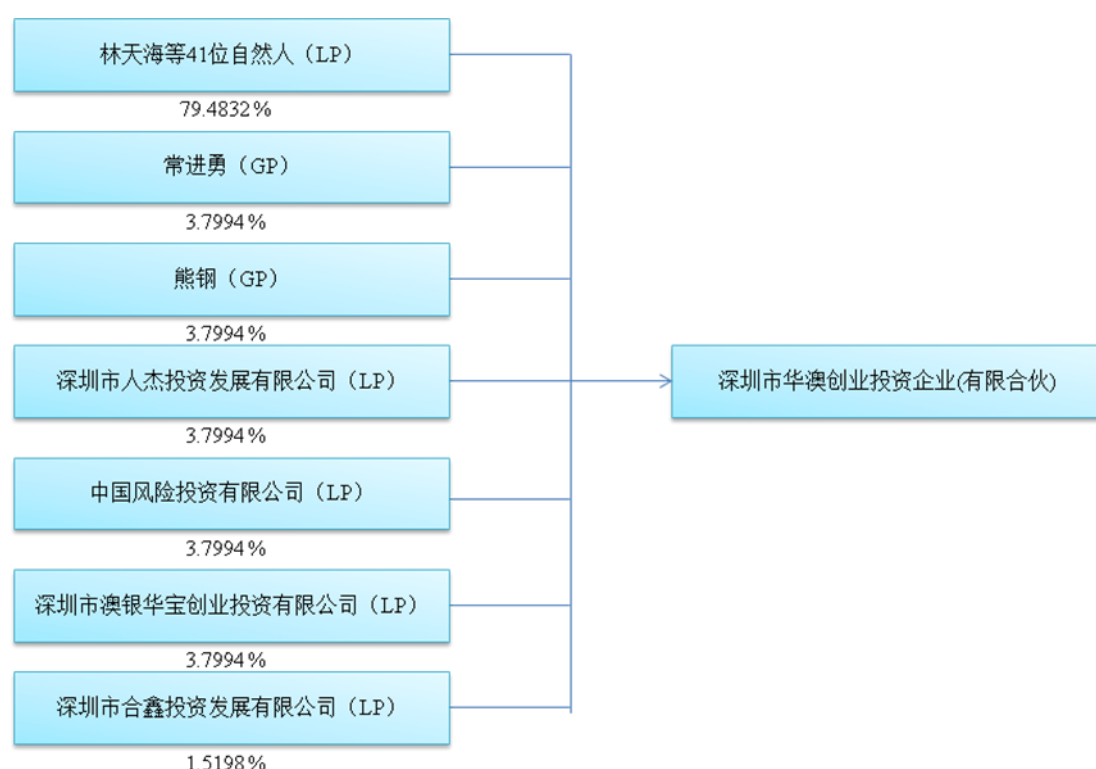 林天海等41位自然人（LP）
79.4832%
常进勇（GP）
3.7994%
熊钢（GP）
3.7994%
深圳市人杰投资发展有限公司（LP）
3.7994%
深圳市华澳创业投资企业(有限合伙)
中国风险投资有限公司（LP）
3.7994%
深圳市澳银华宝创业投资有限公司（LP）
3.7994%
深圳市合鑫投资发展有限公司（LP）
1.5198%